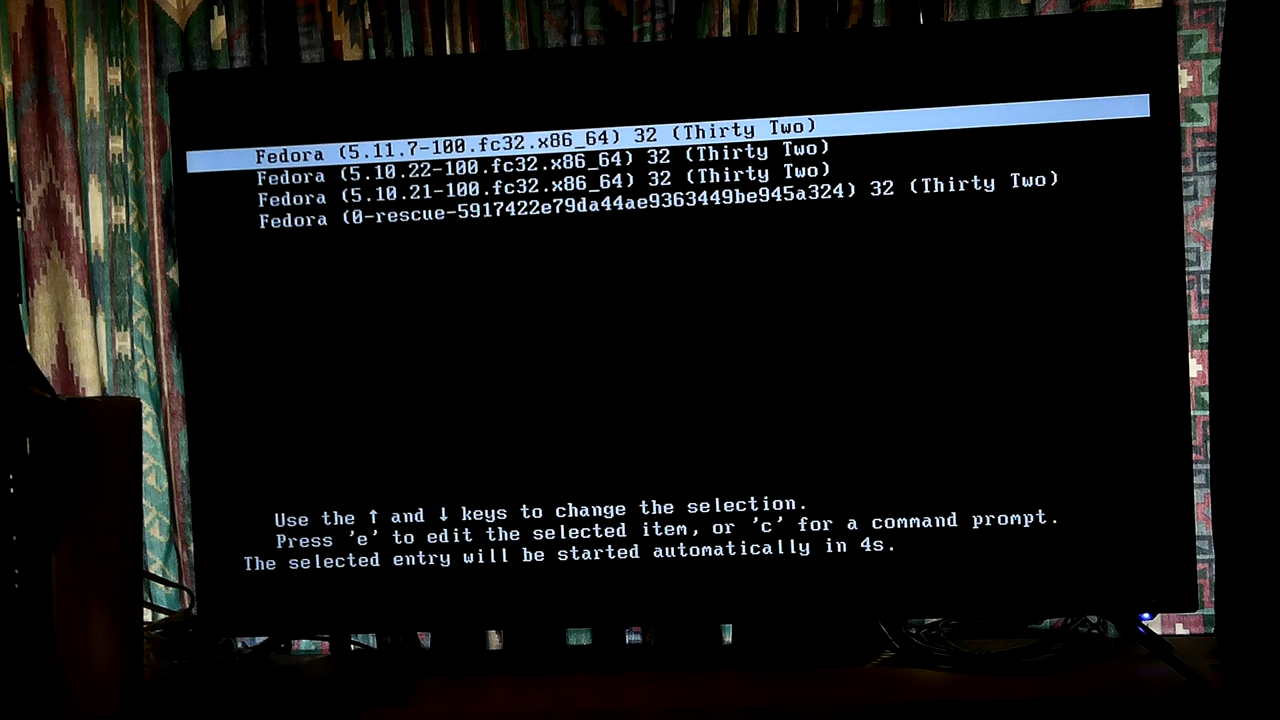 Fedora (5.11.7-100.fc32.x86_64) 32 (Thirty Two)
Fedora (5.10.22-100.fc32.x86_64) 32 (Thirty Two)
Fedora (5.10.21-100.fc32.x86_64) 32 (Thirty Two)
Fedora (0-rescue-5917422e79da44ae9363449be945a324) 32 (Thirty Two)
Use the ↑ and ↓ keys to change the selection.
Press 'e' to edit the selected item, or 'c' for a command prompt.
The selected entry will be started automatically in 4s.